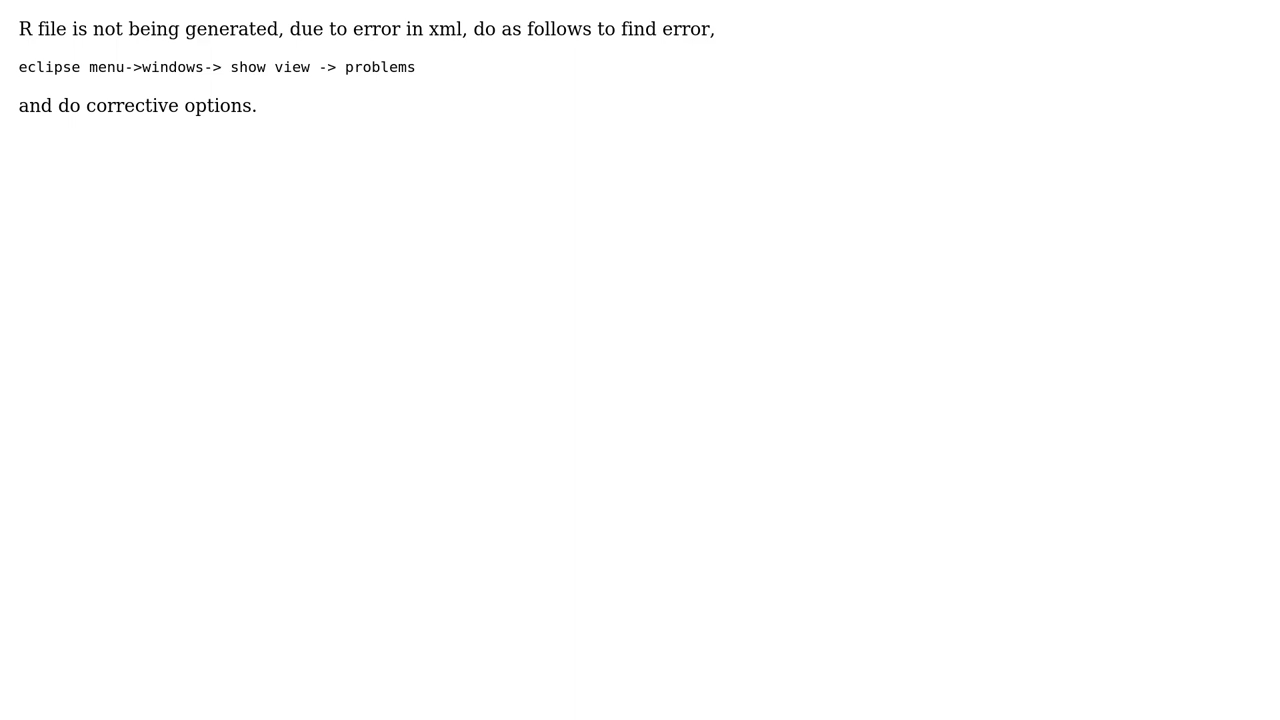 R file is not being generated, due to error in xml, do as follows to find error,
eclipse menu->windows-> show view -> problems
and do corrective options.